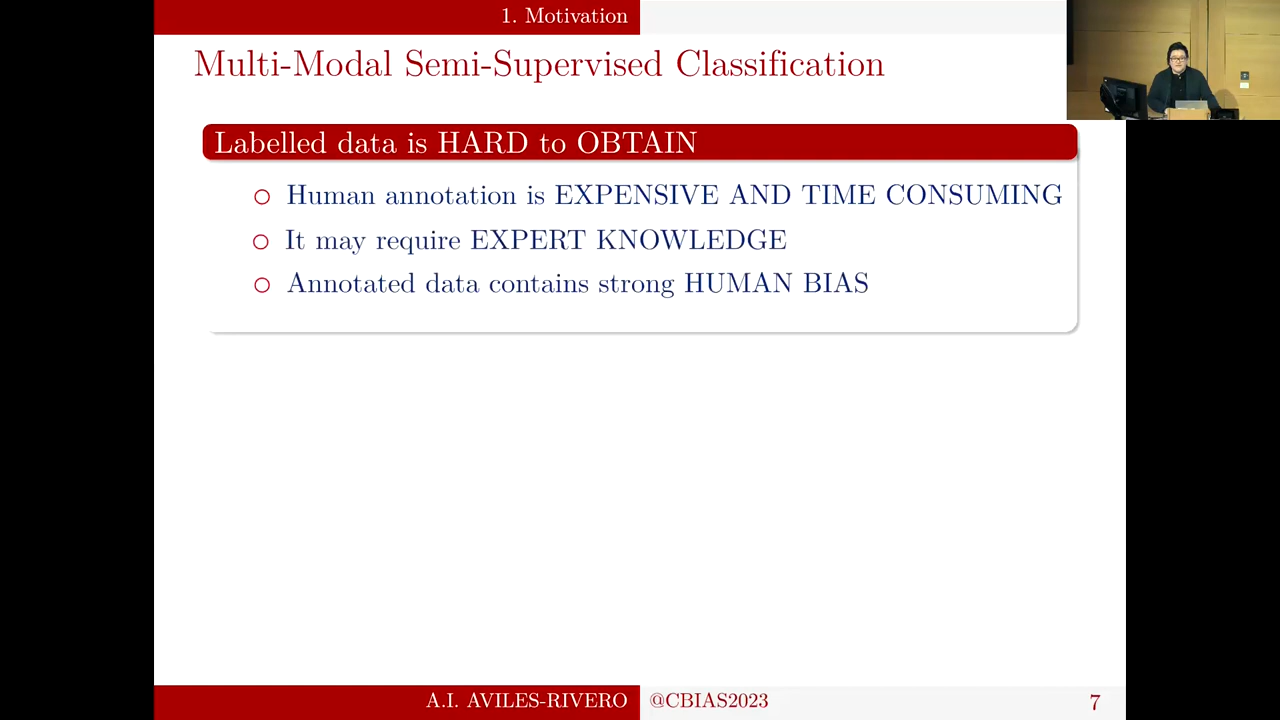 1. Motivation
Multi-Modal Semi-Supervised Classification
Labelled data is HARD to OBTAIN
Human annotation is EXPENSIVE AND TIME CONSUMING
It may require EXPERT KNOWLEDGE
Annotated data contains strong HUMAN BIAS
A.I. AVILES-RIVERO @CBIAS2023 7